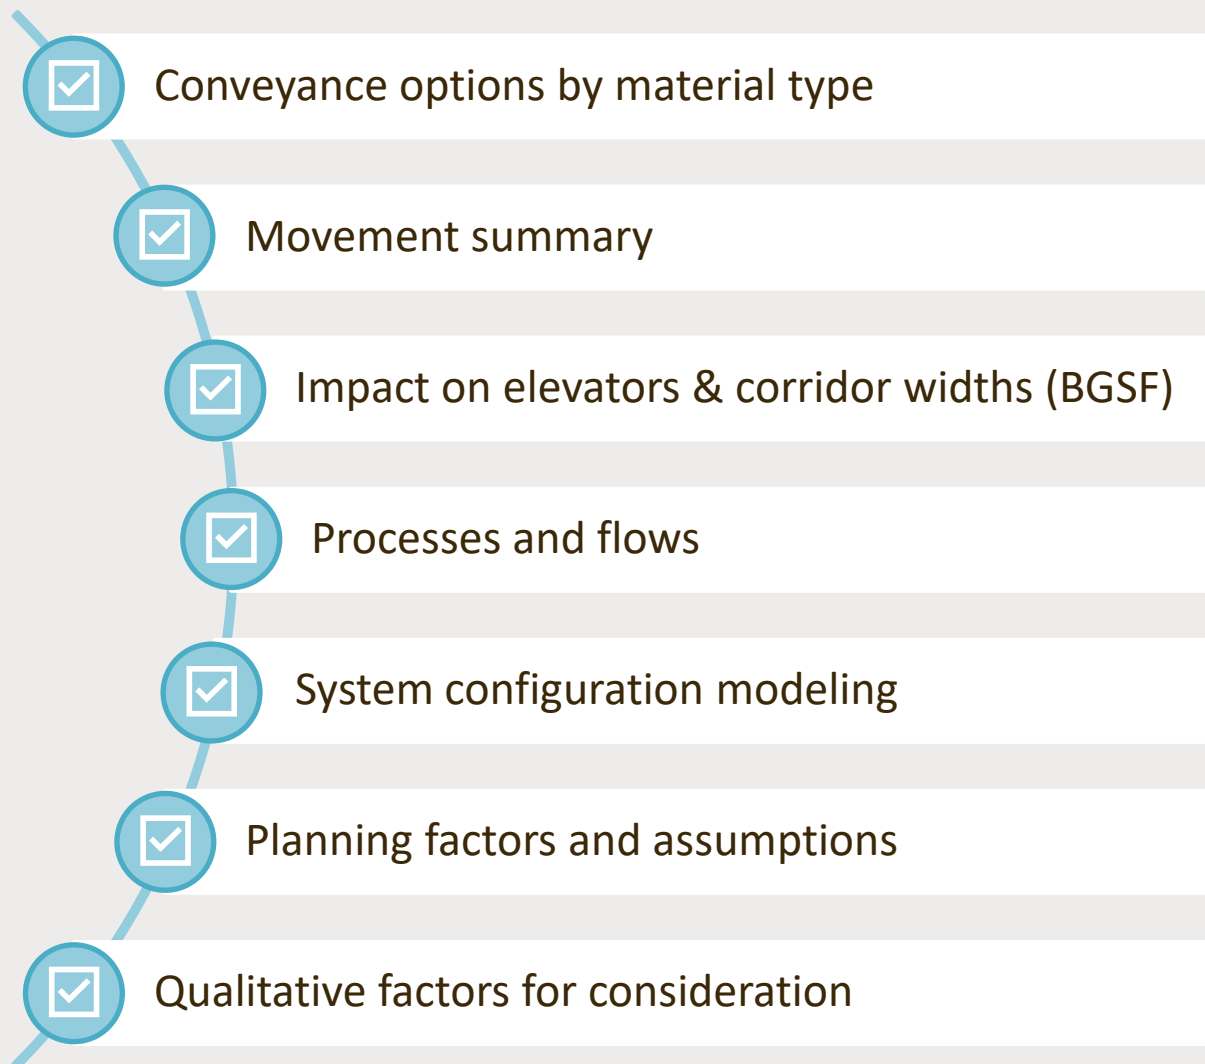 Conveyance options by material type
Movement summary
Impact on elevators & corridor widths (BGSF)
Processes and flows
System configuration modeling
Planning factors and assumptions
Qualitative factors for consideration